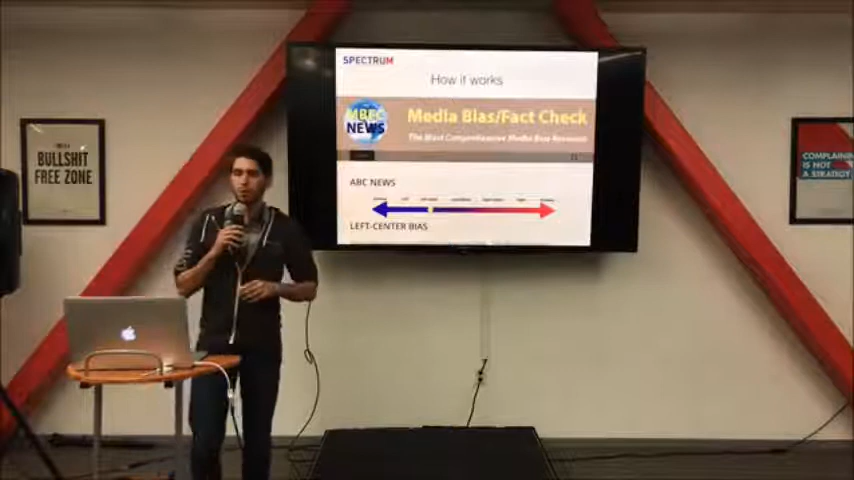 SPECTRUM
How it works
MBFC
NEWS
Media Bias/Fact Check
The Most Comprehensive Media Bias Resource
ABC NEWS
LEFT-CENTER BIAS
BULLSHIT
FREE ZONE
COMPLAINING
IS NOT
A STRATEGY